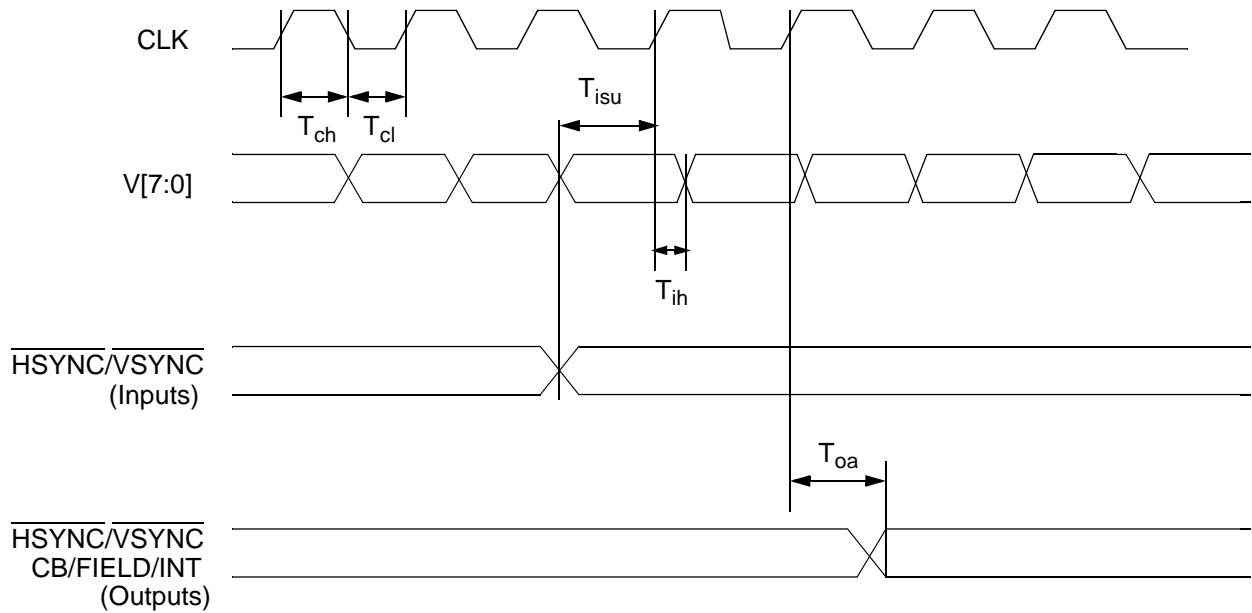 CLK
T_isu
T_ch
T_cl
V[7:0]
T_ih
HSYNC/VSYNC
(Inputs)
T_oa
HSYNC/VSYNC
CB/FIELD/INT
(Outputs)